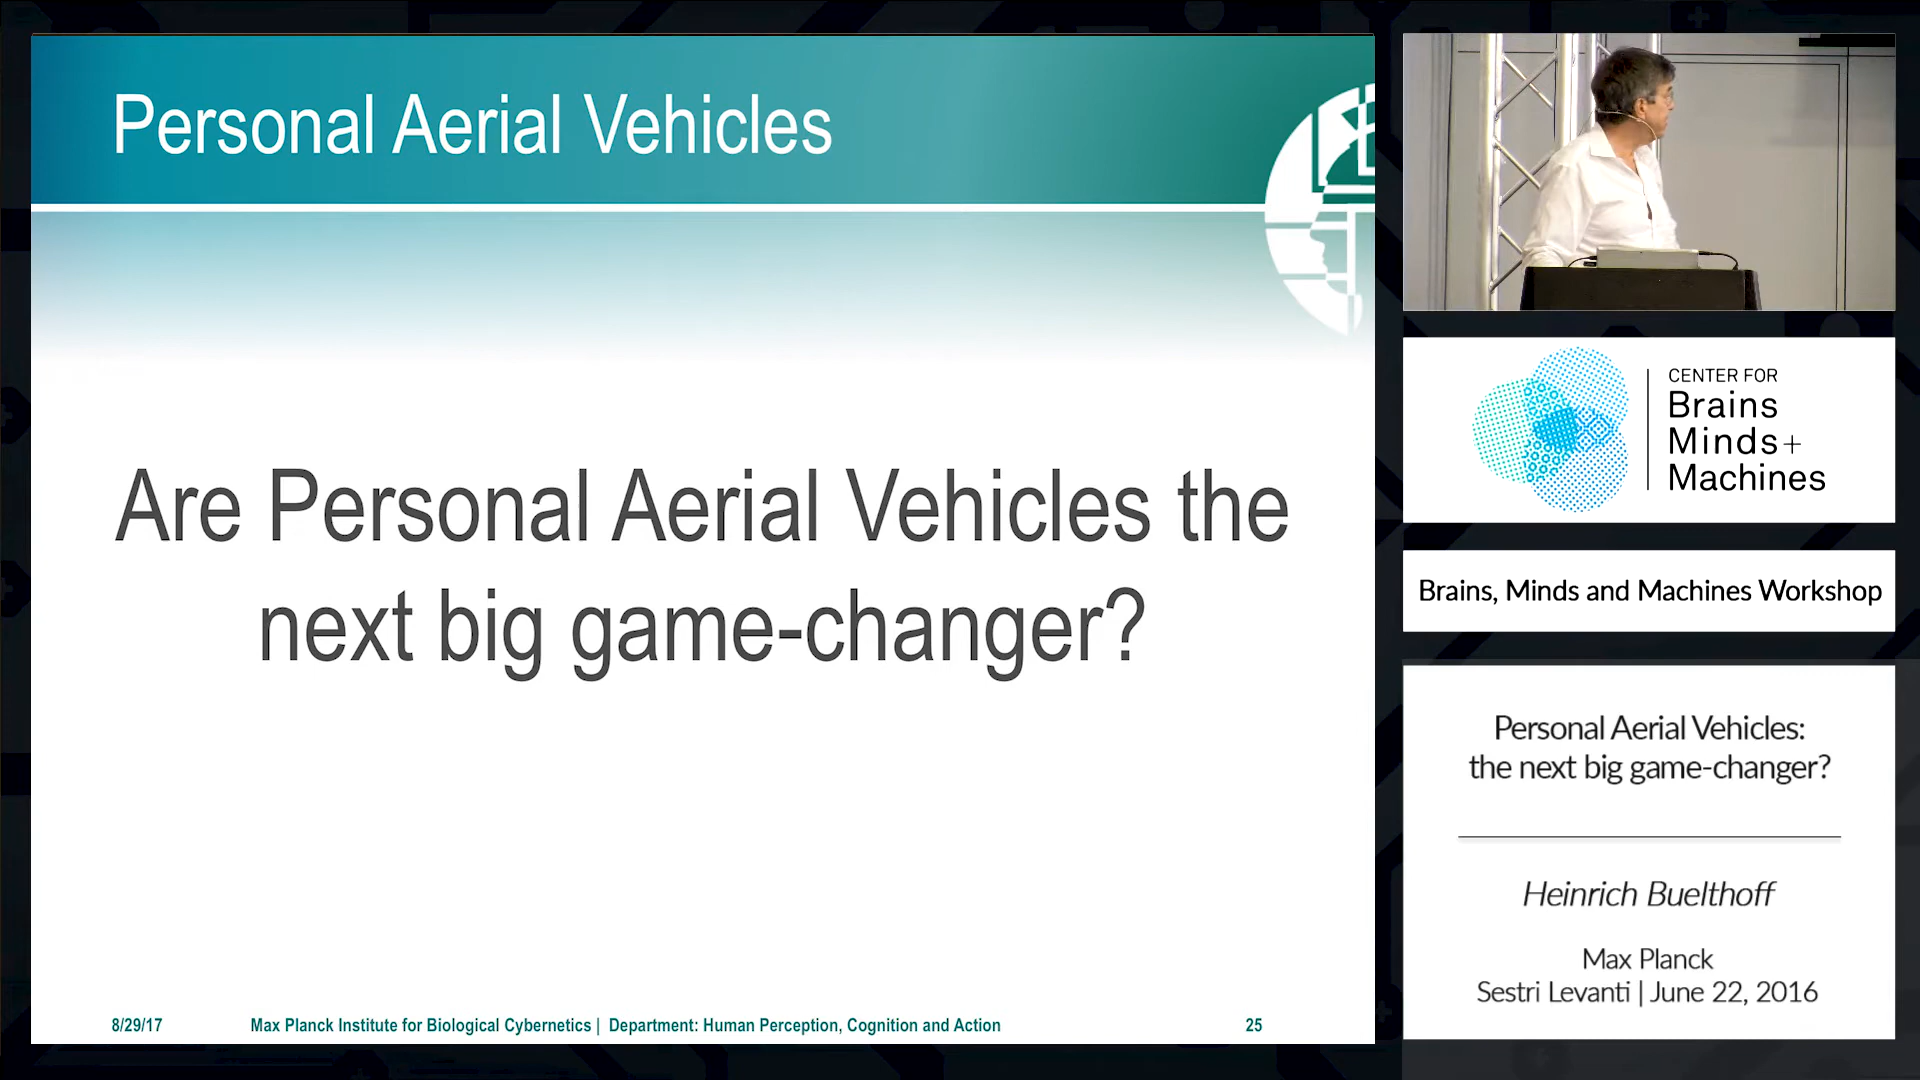 Personal Aerial Vehicles
Are Personal Aerial Vehicles the
next big game-changer?
8/29/17
Max Planck Institute for Biological Cybernetics | Department: Human Perception, Cognition and Action
25
CENTER FOR
Brains
Minds+
Machines
Brains, Minds and Machines Workshop
Personal Aerial Vehicles:
the next big game-changer?
Heinrich Buelthoff
Max Planck
Sestri Levanti | June 22, 2016